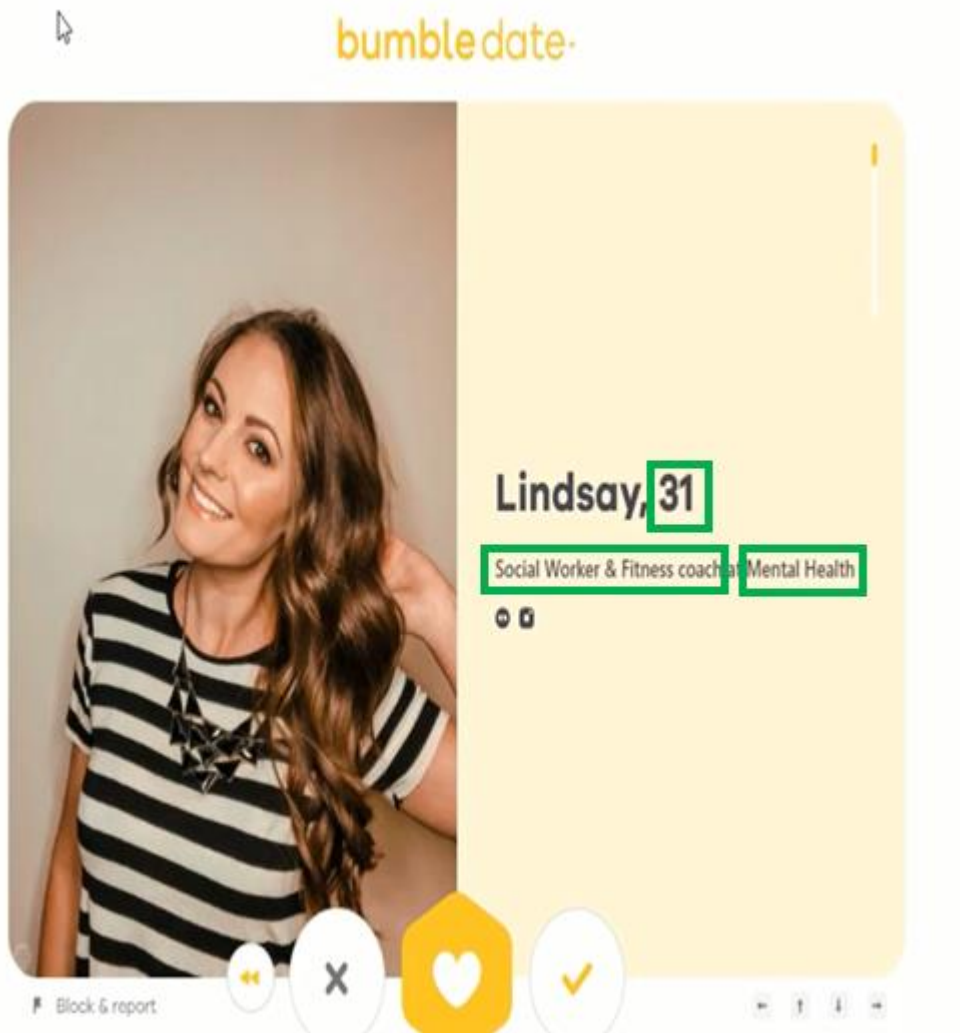 bumble date
Lindsay, 31
Social Worker & Fitness coach at Mental Health
Block & report